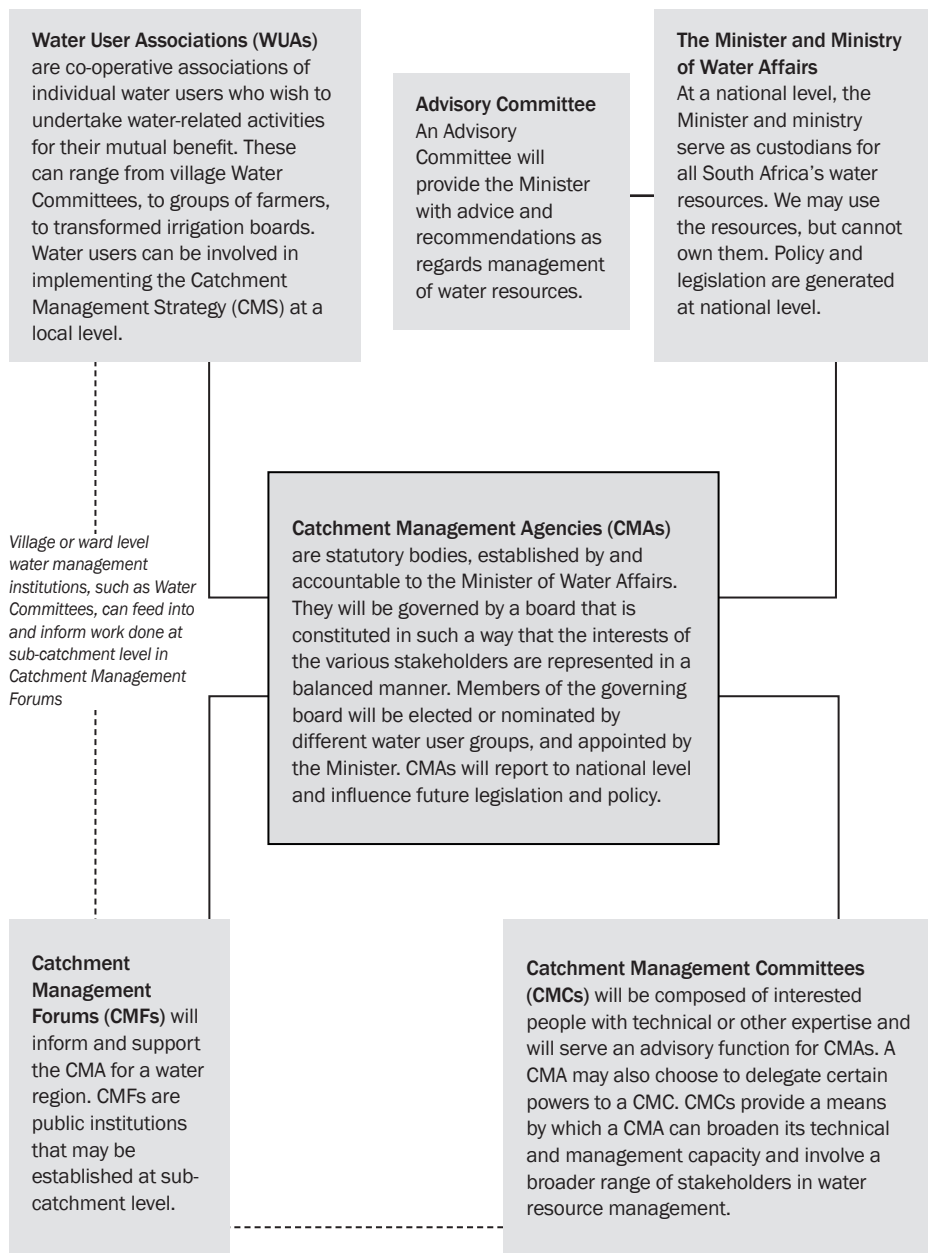 Water User Associations (WUAs)
are co-operative associations of
individual water users who wish to
undertake water-related activities
for their mutual benefit. These
can range from village Water
Committees, to groups of farmers,
to transformed irrigation boards.
Water users can be involved in
implementing the Catchment
Management Strategy (CMS) at a
local level.
Advisory Committee
An Advisory
Committee will
provide the Minister
with advice and
recommendations as
regards management
of water resources.
The Minister and Ministry
of Water Affairs
At a national level, the
Minister and ministry
serve as custodians for
all South Africa's water
resources. We may use
the resources, but cannot
own them. Policy and
legislation are generated
at national level.
Village or ward level
water management
institutions, such as Water
Committees, can feed into
and inform work done at
sub-catchment level in
Catchment Management
Forums
Catchment Management Agencies (CMAs)
are statutory bodies, established by and
accountable to the Minister of Water Affairs.
They will be governed by a board that is
constituted in such a way that the interests of
the various stakeholders are represented in a
balanced manner. Members of the governing
board will be elected or nominated by
different water user groups, and appointed by
the Minister. CMAs will report to national level
and influence future legislation and policy.
Catchment
Management
Forums (CMFs) will
inform and support
the CMA for a water
region. CMFs are
public institutions
that may be
established at sub-
catchment level.
Catchment Management Committees
(CMCs) will be composed of interested
people with technical or other expertise and
will serve an advisory function for CMAs. A
CMA may also choose to delegate certain
powers to a CMC. CMCs provide a means
by which a CMA can broaden its technical
and management capacity and involve a
broader range of stakeholders in water
resource management.